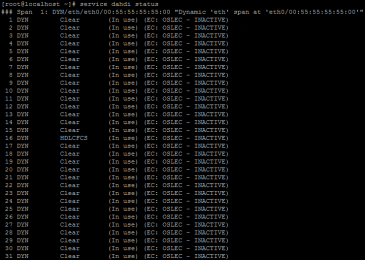 [root@localhost ~]# service dahdi status
### Span  1: DYN/eth/eth0/00:55:55:55:55:00 "Dynamic 'eth' span at 'eth0/00:55:55:55:55:00'"
1 DYN Clear (In use) (EC: OSLEC - INACTIVE)
2 DYN Clear (In use) (EC: OSLEC - INACTIVE)
3 DYN Clear (In use) (EC: OSLEC - INACTIVE)
4 DYN Clear (In use) (EC: OSLEC - INACTIVE)
5 DYN Clear (In use) (EC: OSLEC - INACTIVE)
6 DYN Clear (In use) (EC: OSLEC - INACTIVE)
7 DYN Clear (In use) (EC: OSLEC - INACTIVE)
8 DYN Clear (In use) (EC: OSLEC - INACTIVE)
9 DYN Clear (In use) (EC: OSLEC - INACTIVE)
10 DYN Clear (In use) (EC: OSLEC - INACTIVE)
11 DYN Clear (In use) (EC: OSLEC - INACTIVE)
12 DYN Clear (In use) (EC: OSLEC - INACTIVE)
13 DYN Clear (In use) (EC: OSLEC - INACTIVE)
14 DYN Clear (In use) (EC: OSLEC - INACTIVE)
15 DYN Clear (In use) (EC: OSLEC - INACTIVE)
16 DYN HDLCFCS (In use) (EC: OSLEC - INACTIVE)
17 DYN Clear (In use) (EC: OSLEC - INACTIVE)
18 DYN Clear (In use) (EC: OSLEC - INACTIVE)
19 DYN Clear (In use) (EC: OSLEC - INACTIVE)
20 DYN Clear (In use) (EC: OSLEC - INACTIVE)
21 DYN Clear (In use) (EC: OSLEC - INACTIVE)
22 DYN Clear (In use) (EC: OSLEC - INACTIVE)
23 DYN Clear (In use) (EC: OSLEC - INACTIVE)
24 DYN Clear (In use) (EC: OSLEC - INACTIVE)
25 DYN Clear (In use) (EC: OSLEC - INACTIVE)
26 DYN Clear (In use) (EC: OSLEC - INACTIVE)
27 DYN Clear (In use) (EC: OSLEC - INACTIVE)
28 DYN Clear (In use) (EC: OSLEC - INACTIVE)
29 DYN Clear (In use) (EC: OSLEC - INACTIVE)
30 DYN Clear (In use) (EC: OSLEC - INACTIVE)
31 DYN Clear (In use) (EC: OSLEC - INACTIVE)